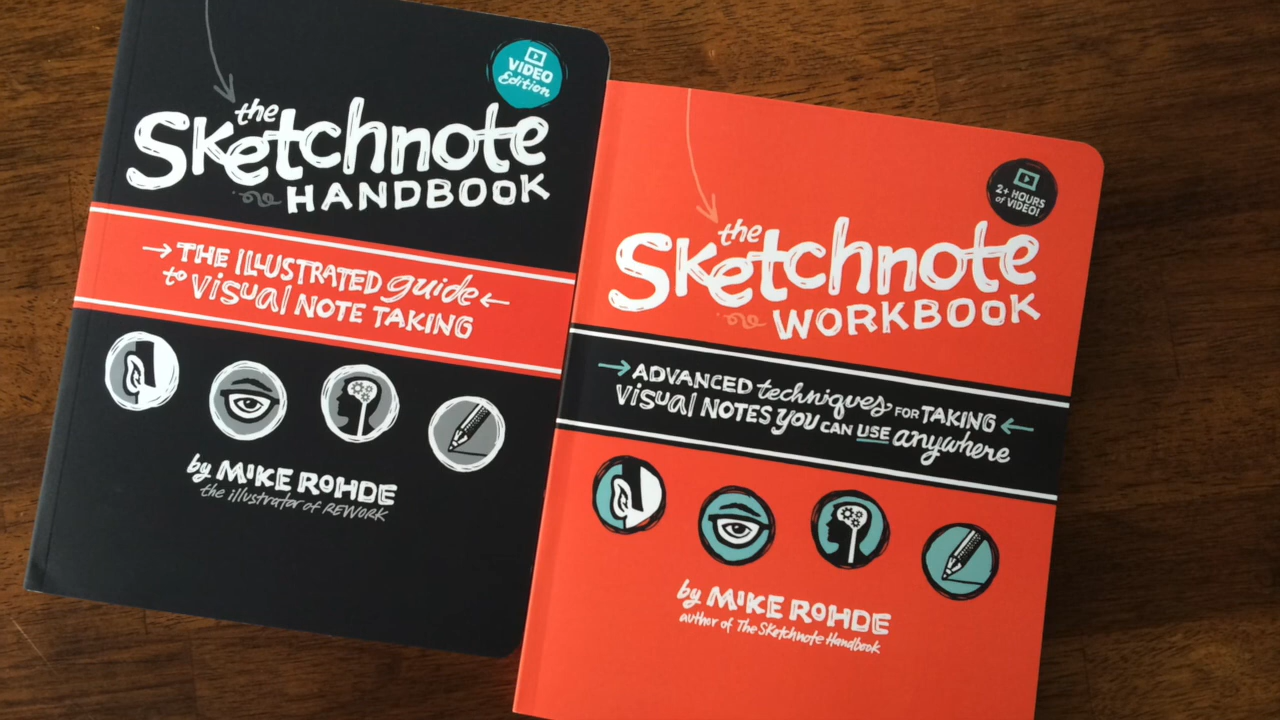 VIDEO
Edition
the
Sketchnote
HANDBOOK
THE ILLUSTRATED guide
to visual NOTE TAKING
by MIKE ROHDE
the illustrator of REWORK
2+ HOURS
of VIDEO!
the
Sketchnote
WORKBOOK
ADVANCED techniques FOR TAKING
visual NOTES you CAN USE anywhere
by MIKE ROHDE
author of The Sketchnote Handbook